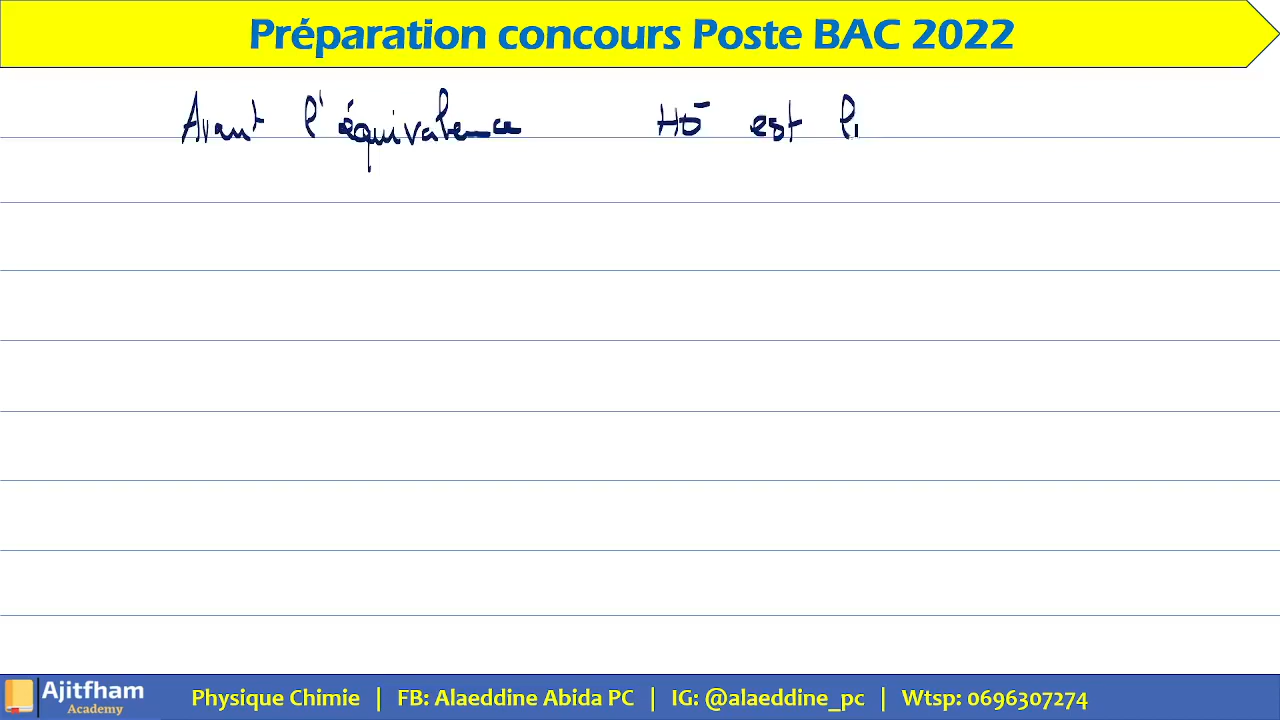 Préparation concours Poste BAC 2022
Avant l'équivalence HO⁻ est
Ajitfham
Academy
Physique Chimie | FB: Alaeddine Abida PC | IG: @alaeddine_pc | Wtsp: 0696307274